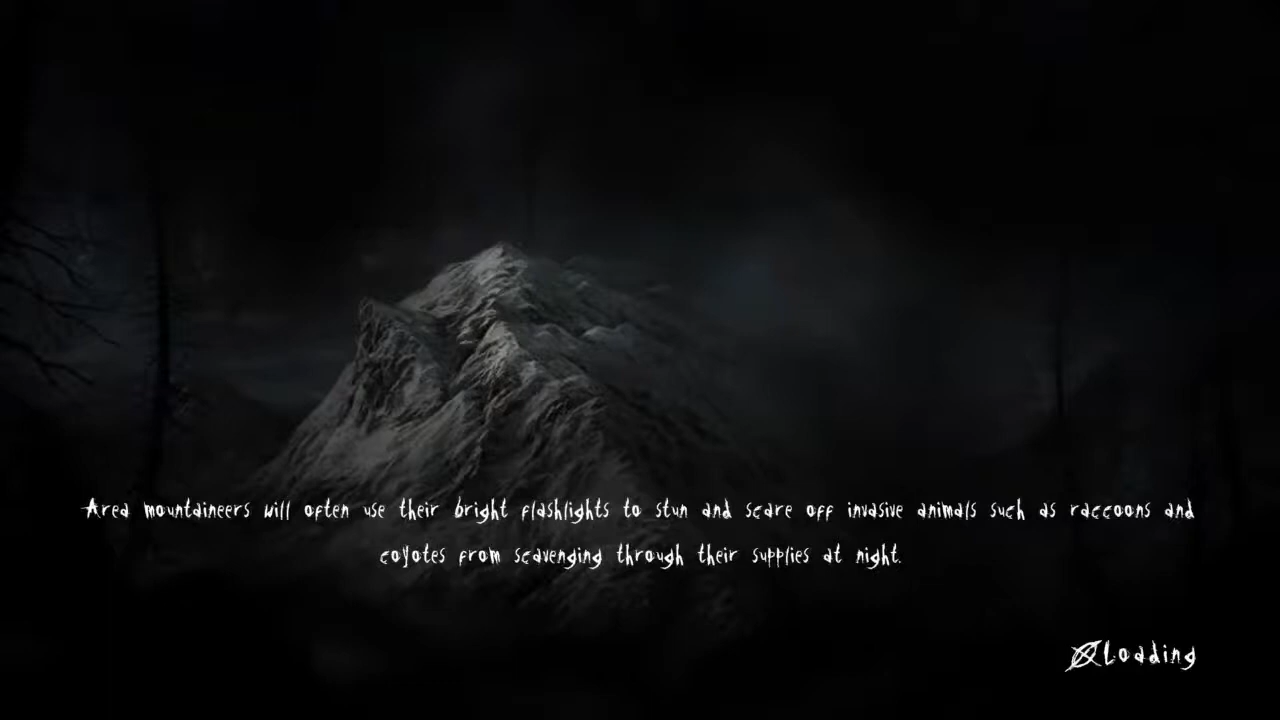 Area mountaineers will often use their bright flashlights to stun and scare off invasive animals such as raccoons and
coyotes from scavenging through their supplies at night.
Loading